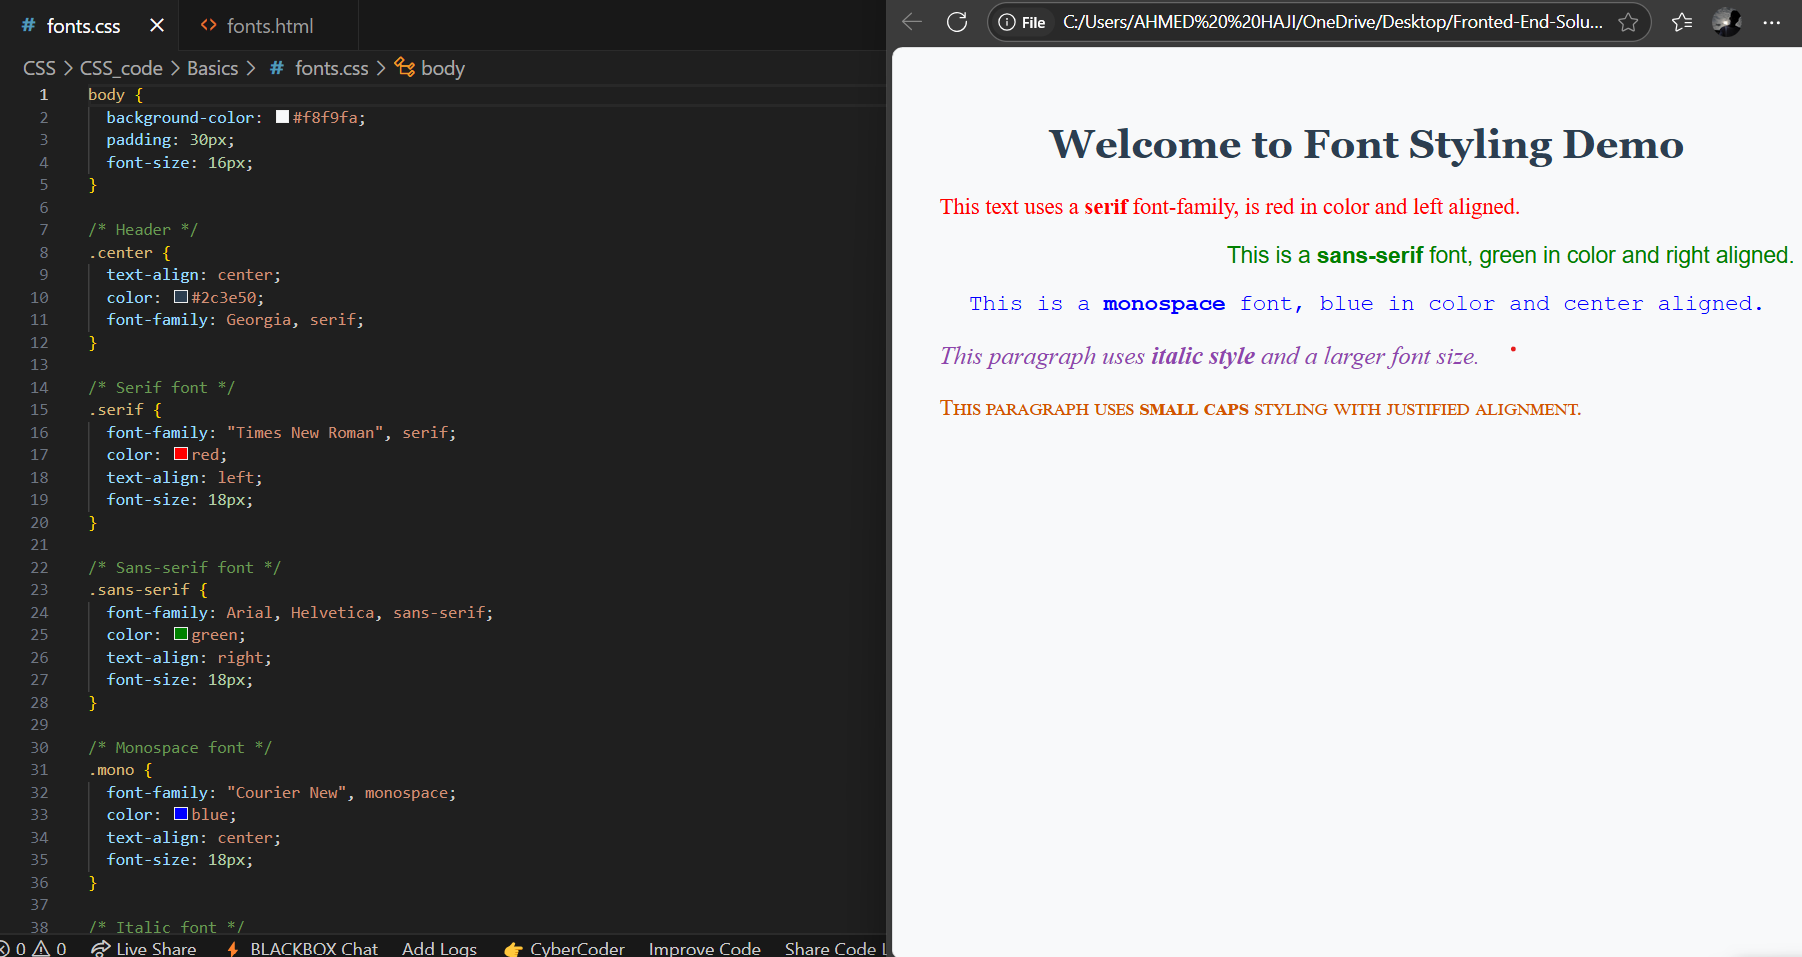 # fonts.css × <> fonts.html
CSS > CSS_code > Basics > # fonts.css > body
1 body {
2 background-color: #f8f9fa;
3 padding: 30px;
4 font-size: 16px;
5 }
6
7 /* Header */
8 .center {
9 text-align: center;
10 color: #2c3e50;
11 font-family: Georgia, serif;
12 }
13
14 /* Serif font */
15 .serif {
16 font-family: "Times New Roman", serif;
17 color: red;
18 text-align: left;
19 font-size: 18px;
20 }
21
22 /* Sans-serif font */
23 .sans-serif {
24 font-family: Arial, Helvetica, sans-serif;
25 color: green;
26 text-align: right;
27 font-size: 18px;
28 }
29
30 /* Monospace font */
31 .mono {
32 font-family: "Courier New", monospace;
33 color: blue;
34 text-align: center;
35 font-size: 18px;
36 }
37
38 /* Italic font */
0 0 Live Share BLACKBOX Chat Add Logs CyberCoder Improve Code Share Code L
File C:/Users/AHMED%20%20HAJI/OneDrive/Desktop/Fronted-End-Solu...
Welcome to Font Styling Demo
This text uses a serif font-family, is red in color and left aligned.
This is a sans-serif font, green in color and right aligned.
This is a monospace font, blue in color and center aligned.
This paragraph uses italic style and a larger font size.
This paragraph uses small caps styling with justified alignment.